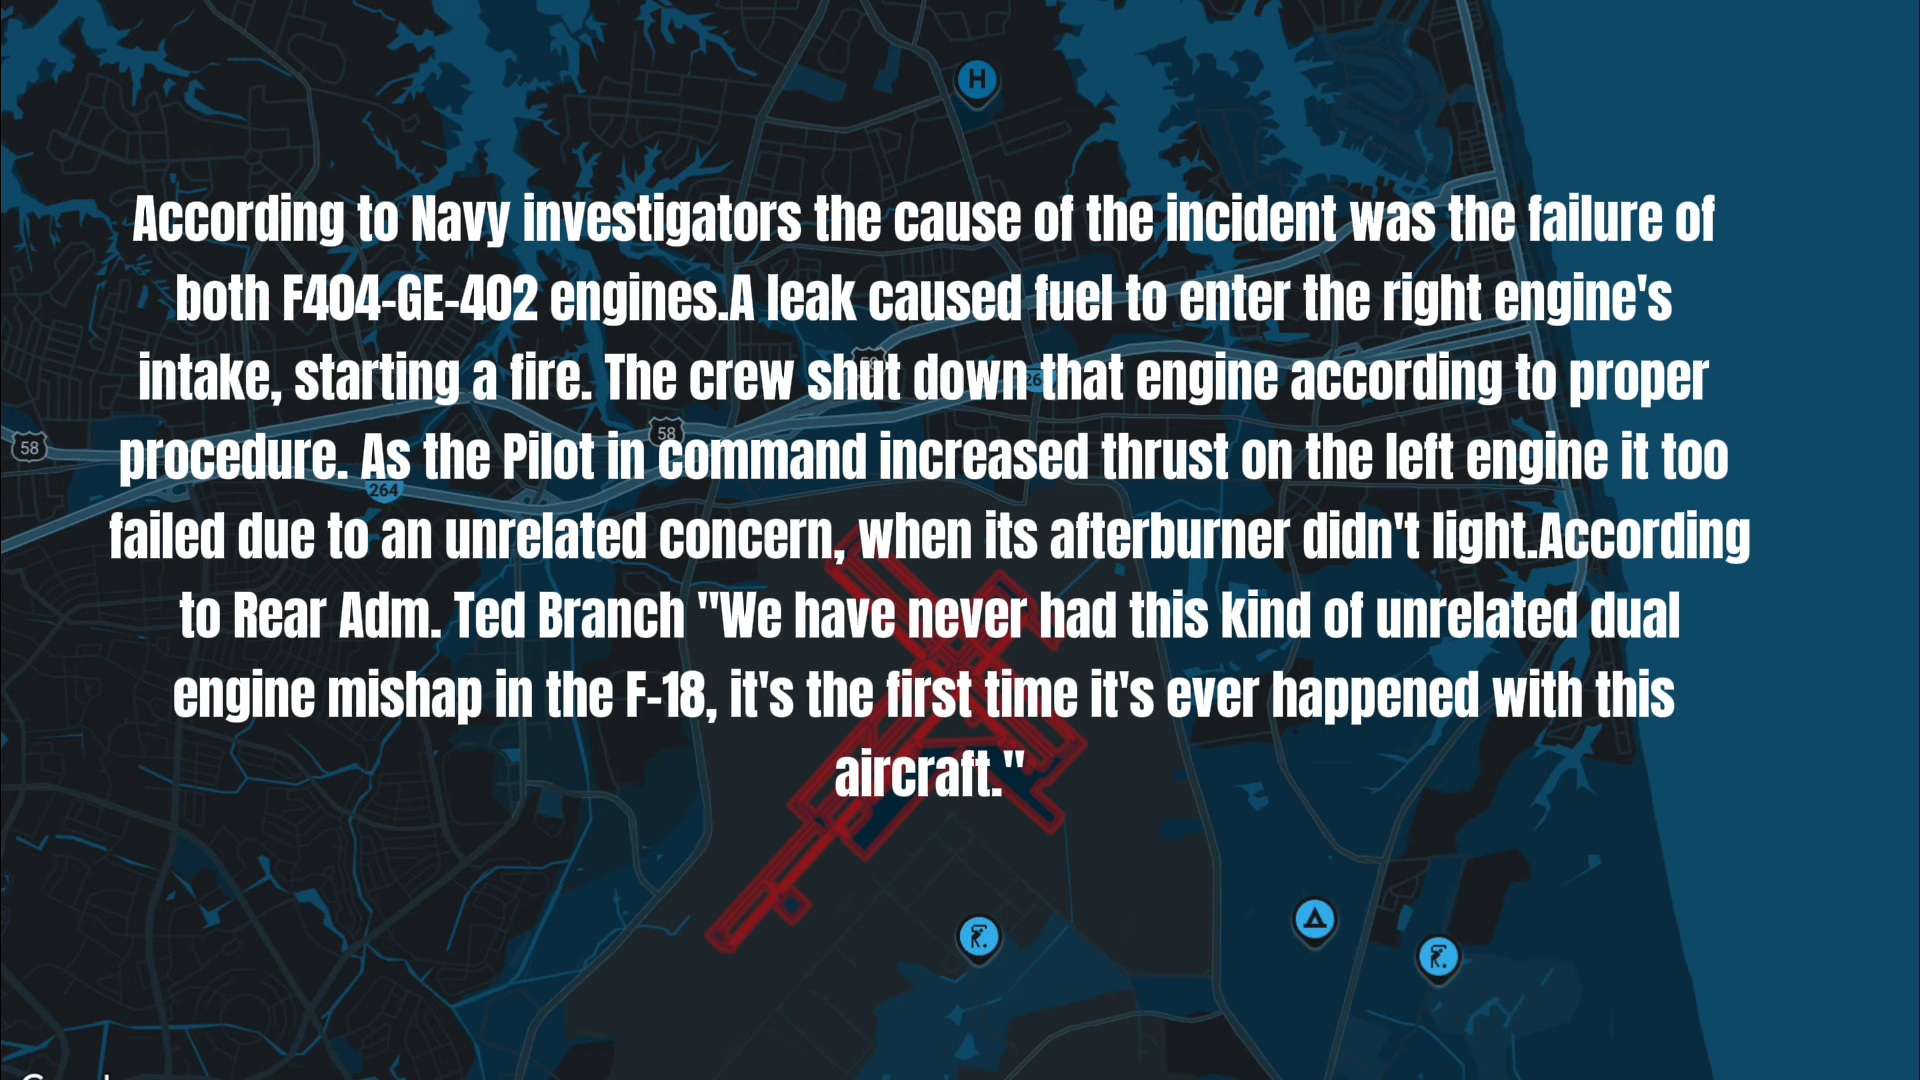 H
According to Navy investigators the cause of the incident was the failure of
both F404-GE-402 engines.A leak caused fuel to enter the right engine's
intake, starting a fire. The crew shut down that engine according to proper
procedure. As the Pilot in command increased thrust on the left engine it too
failed due to an unrelated concern, when its afterburner didn't light.According
to Rear Adm. Ted Branch "We have never had this kind of unrelated dual
engine mishap in the F-18, it's the first time it's ever happened with this
aircraft."
58
58
58
264